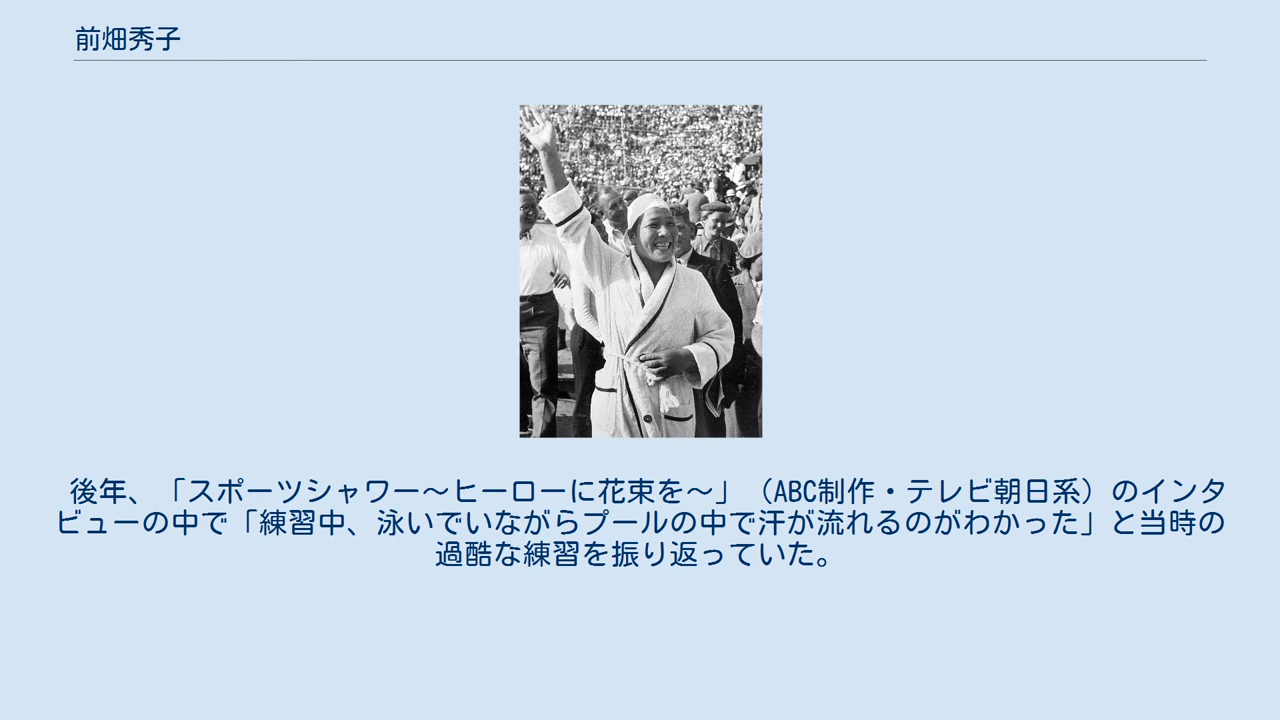 前畑秀子
後年、「スポーツシャワー〜ヒーローに花束を〜」（ABC制作・テレビ朝日系）のインタ
ビューの中で「練習中、泳いでいながらプールの中で汗が流れるのがわかった」と当時の
過酷な練習を振り返っていた。